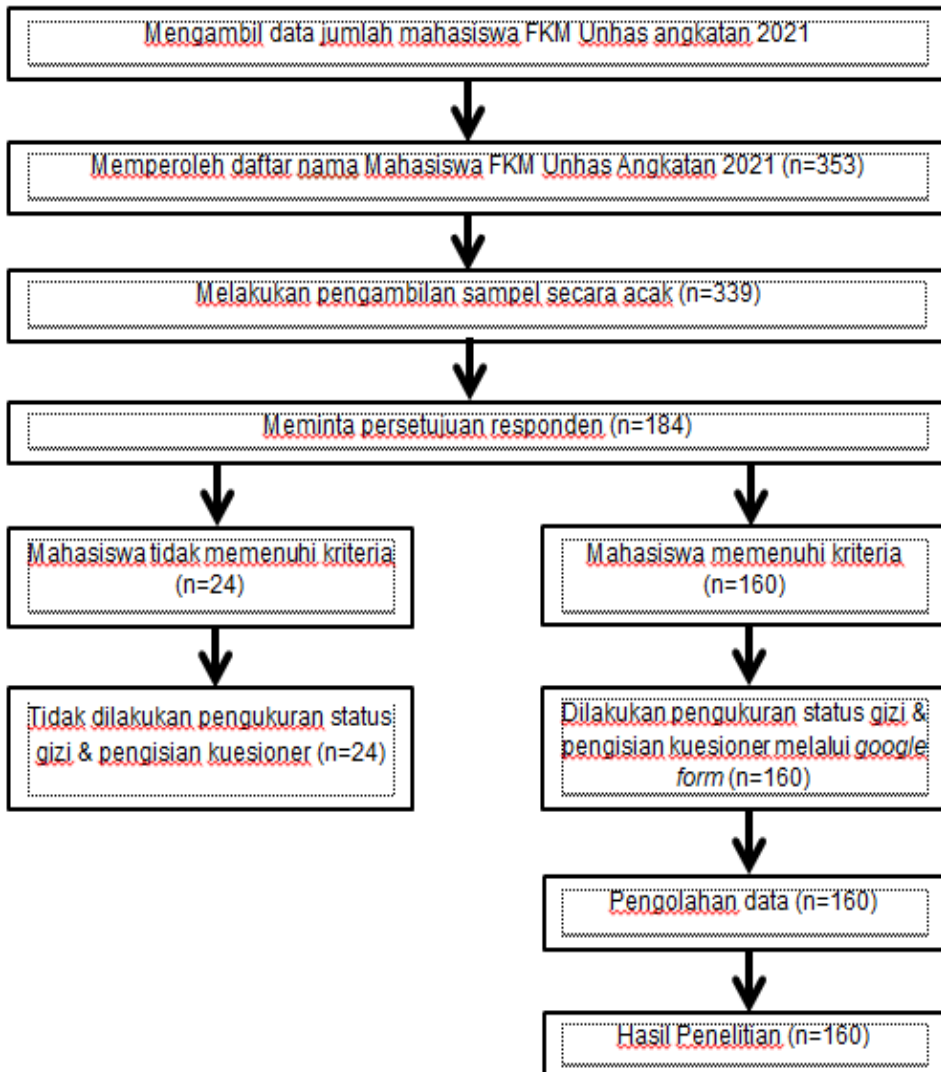 Mengambil data jumlah mahasiswa FKM Unhas angkatan 2021
Memperoleh daftar nama Mahasiswa FKM Unhas Angkatan 2021 (n=353)
Melakukan pengambilan sampel secara acak (n=339)
Meminta persetujuan responden (n=184)
Mahasiswa tidak memenuhi kriteria
(n=24)
Mahasiswa memenuhi kriteria
(n=160)
Tidak dilakukan pengukuran status
gizi & pengisian kuesioner (n=24)
Dilakukan pengukuran status gizi &
pengisian kuesioner melalui google
form (n=160)
Pengolahan data (n=160)
Hasil Penelitian (n=160)